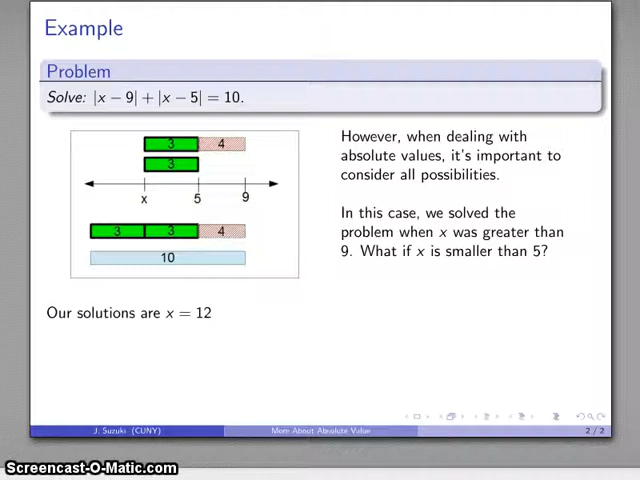 Example
Problem
Solve: |x − 9| + |x − 5| = 10.
However, when dealing with
absolute values, it's important to
consider all possibilities.
In this case, we solved the
problem when x was greater than
9. What if x is smaller than 5?
3 4
3
x 5 9
3 3 4
10
Our solutions are x = 12
J. Suzuki (CUNY) More About Absolute Value 2 / 2
Screencast-O-Matic.com